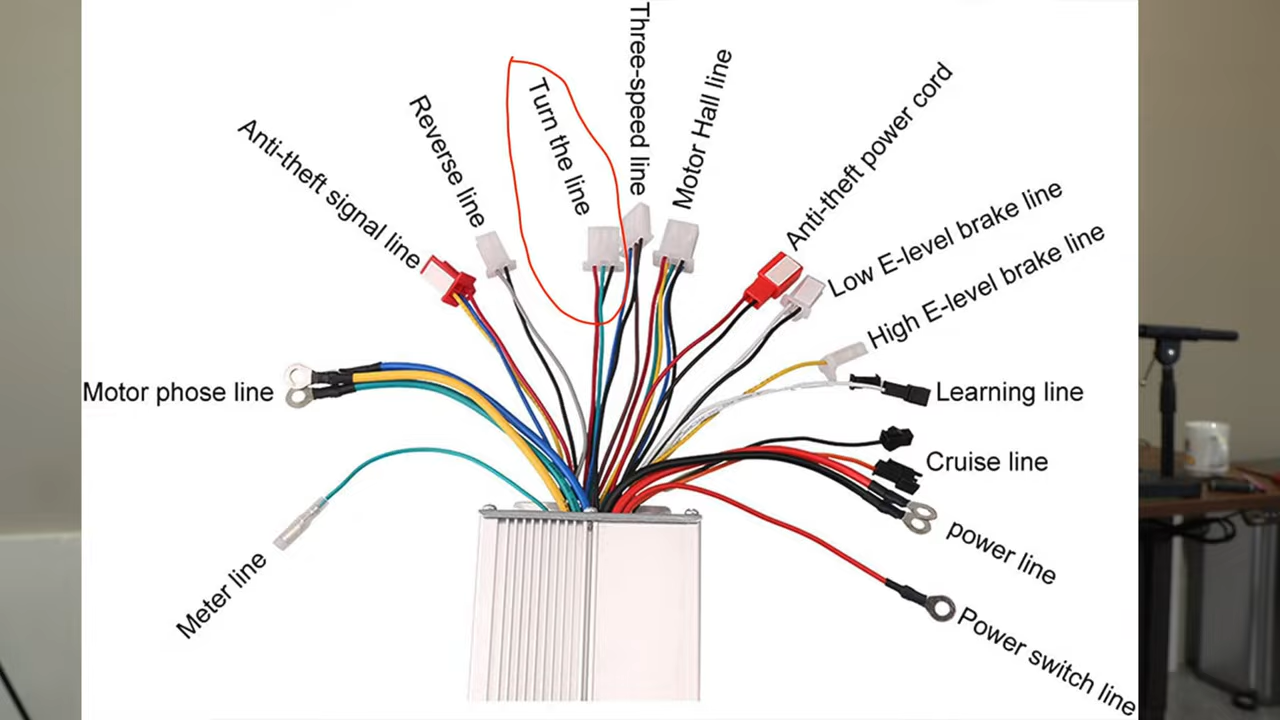 Three-speed line
Motor Hall line
Turn the line
Reverse line
Anti-theft signal line
Anti-theft power cord
Low E-level brake line
High E-level brake line
Motor phose line
Learning line
Cruise line
power line
Meter line
Power switch line